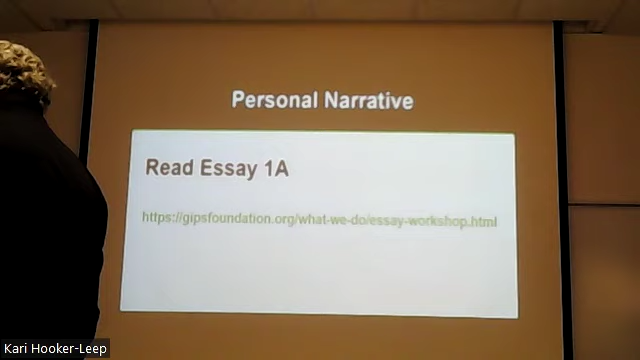 Personal Narrative
Read Essay 1A
https://gipsfoundation.org/what-we-do/essay-workshop.html
Kari Hooker-Leep